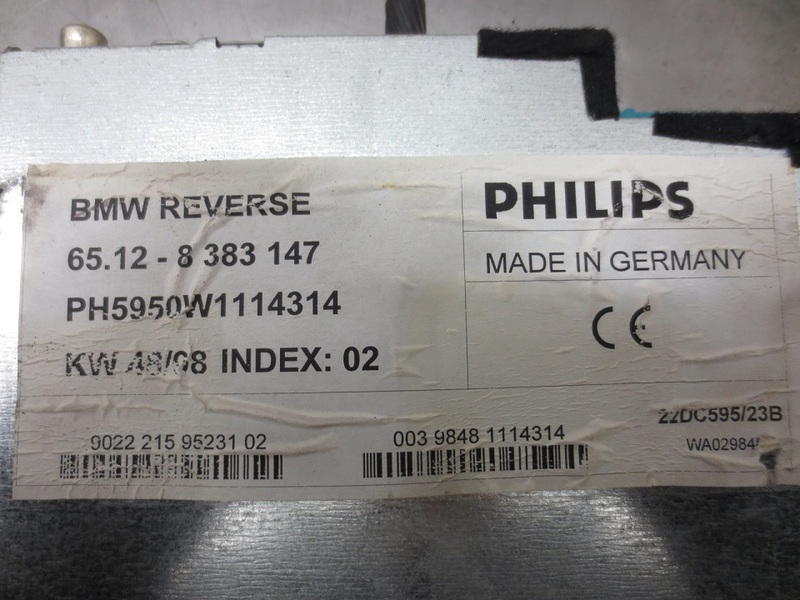 BMW REVERSE
65.12 - 8 383 147
PH5950W1114314
KW 48/98 INDEX: 02
PHILIPS
MADE IN GERMANY
CE
22DC595/23B
WA02984
9022 215 95231 02
003 9848 1114314